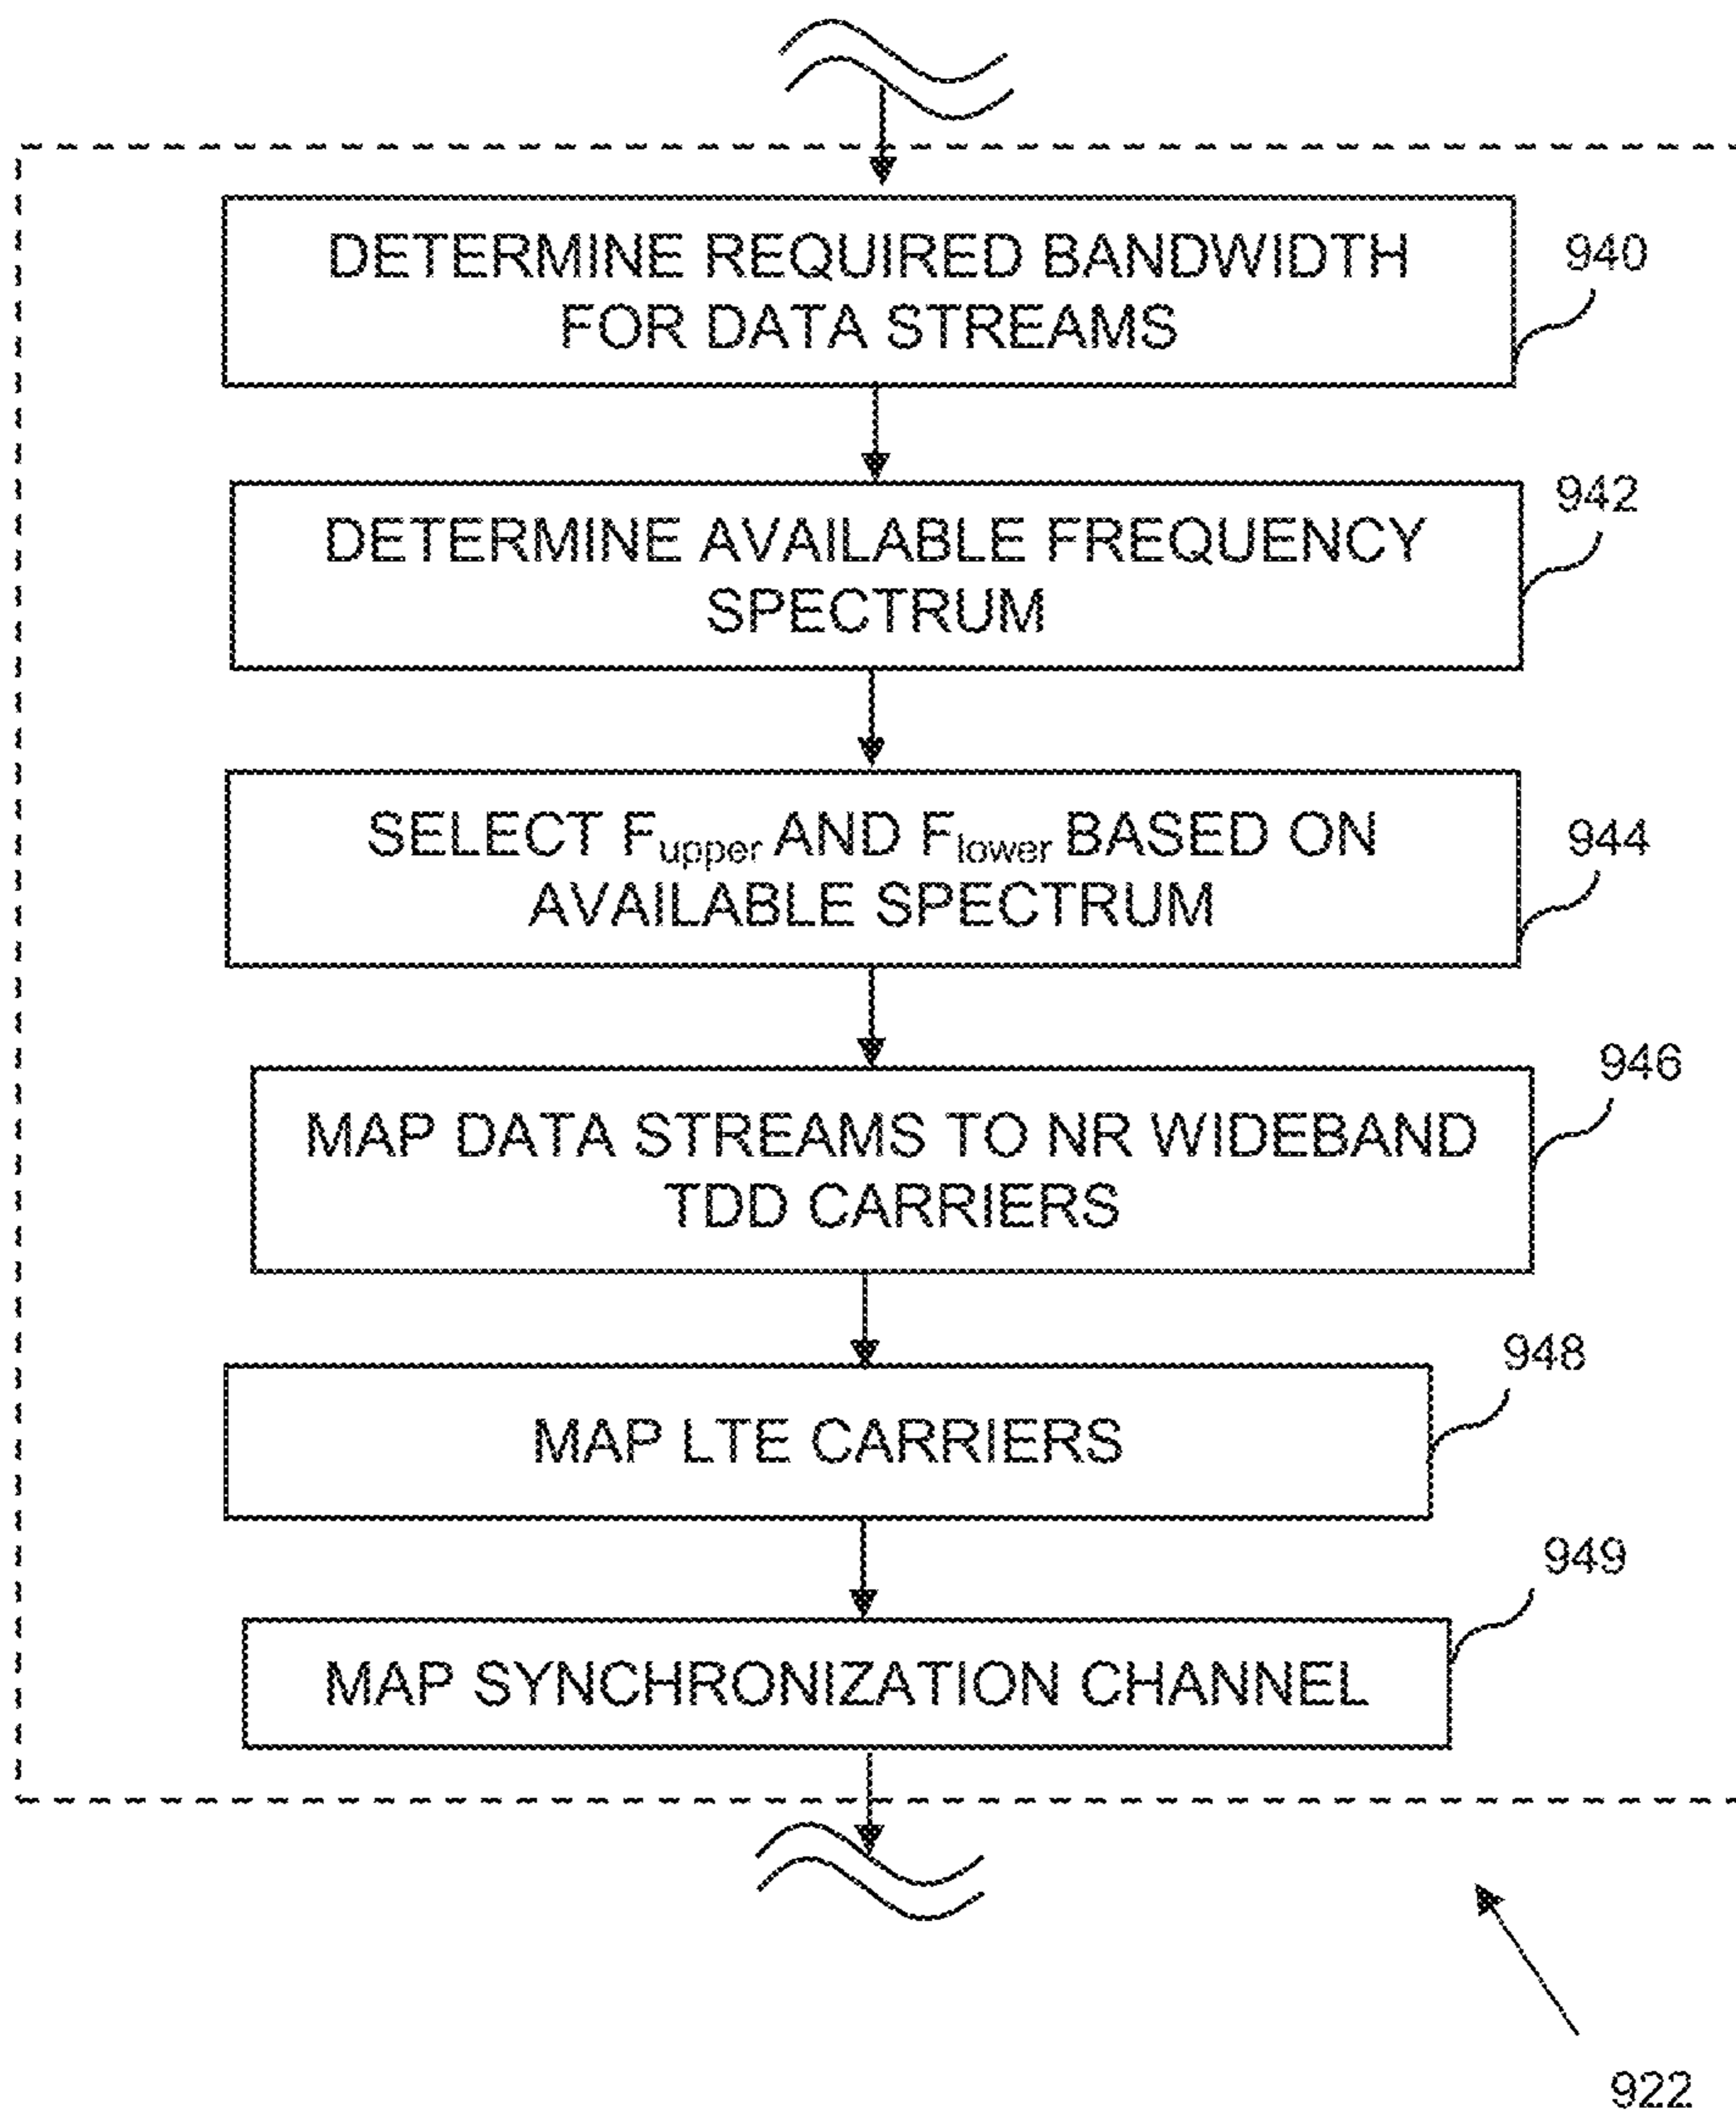 DETERMINE REQUIRED BANDWIDTH
FOR DATA STREAMS
940
DETERMINE AVAILABLE FREQUENCY
SPECTRUM
942
SELECT Fupper AND Flower BASED ON
AVAILABLE SPECTRUM
944
MAP DATA STREAMS TO NR WIDEBAND
TDD CARRIERS
946
MAP LTE CARRIERS
948
MAP SYNCHRONIZATION CHANNEL
949
922